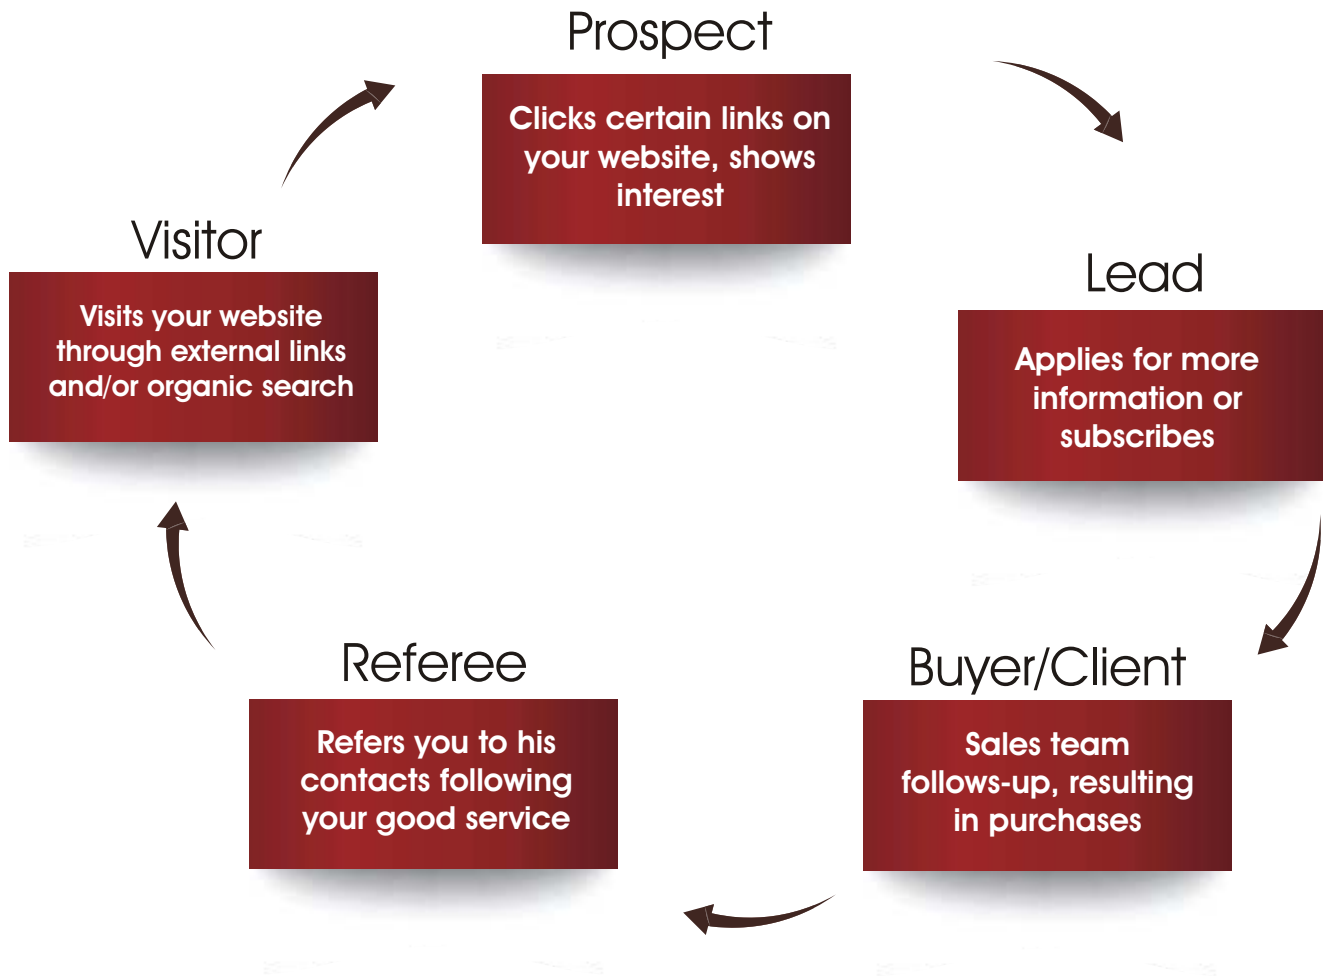 Prospect
Clicks certain links on
your website, shows
interest
Visitor
Visits your website
through external links
and/or organic search
Lead
Applies for more
information or
subscribes
Referee
Refers you to his
contacts following
your good service
Buyer/Client
Sales team
follows-up, resulting
in purchases